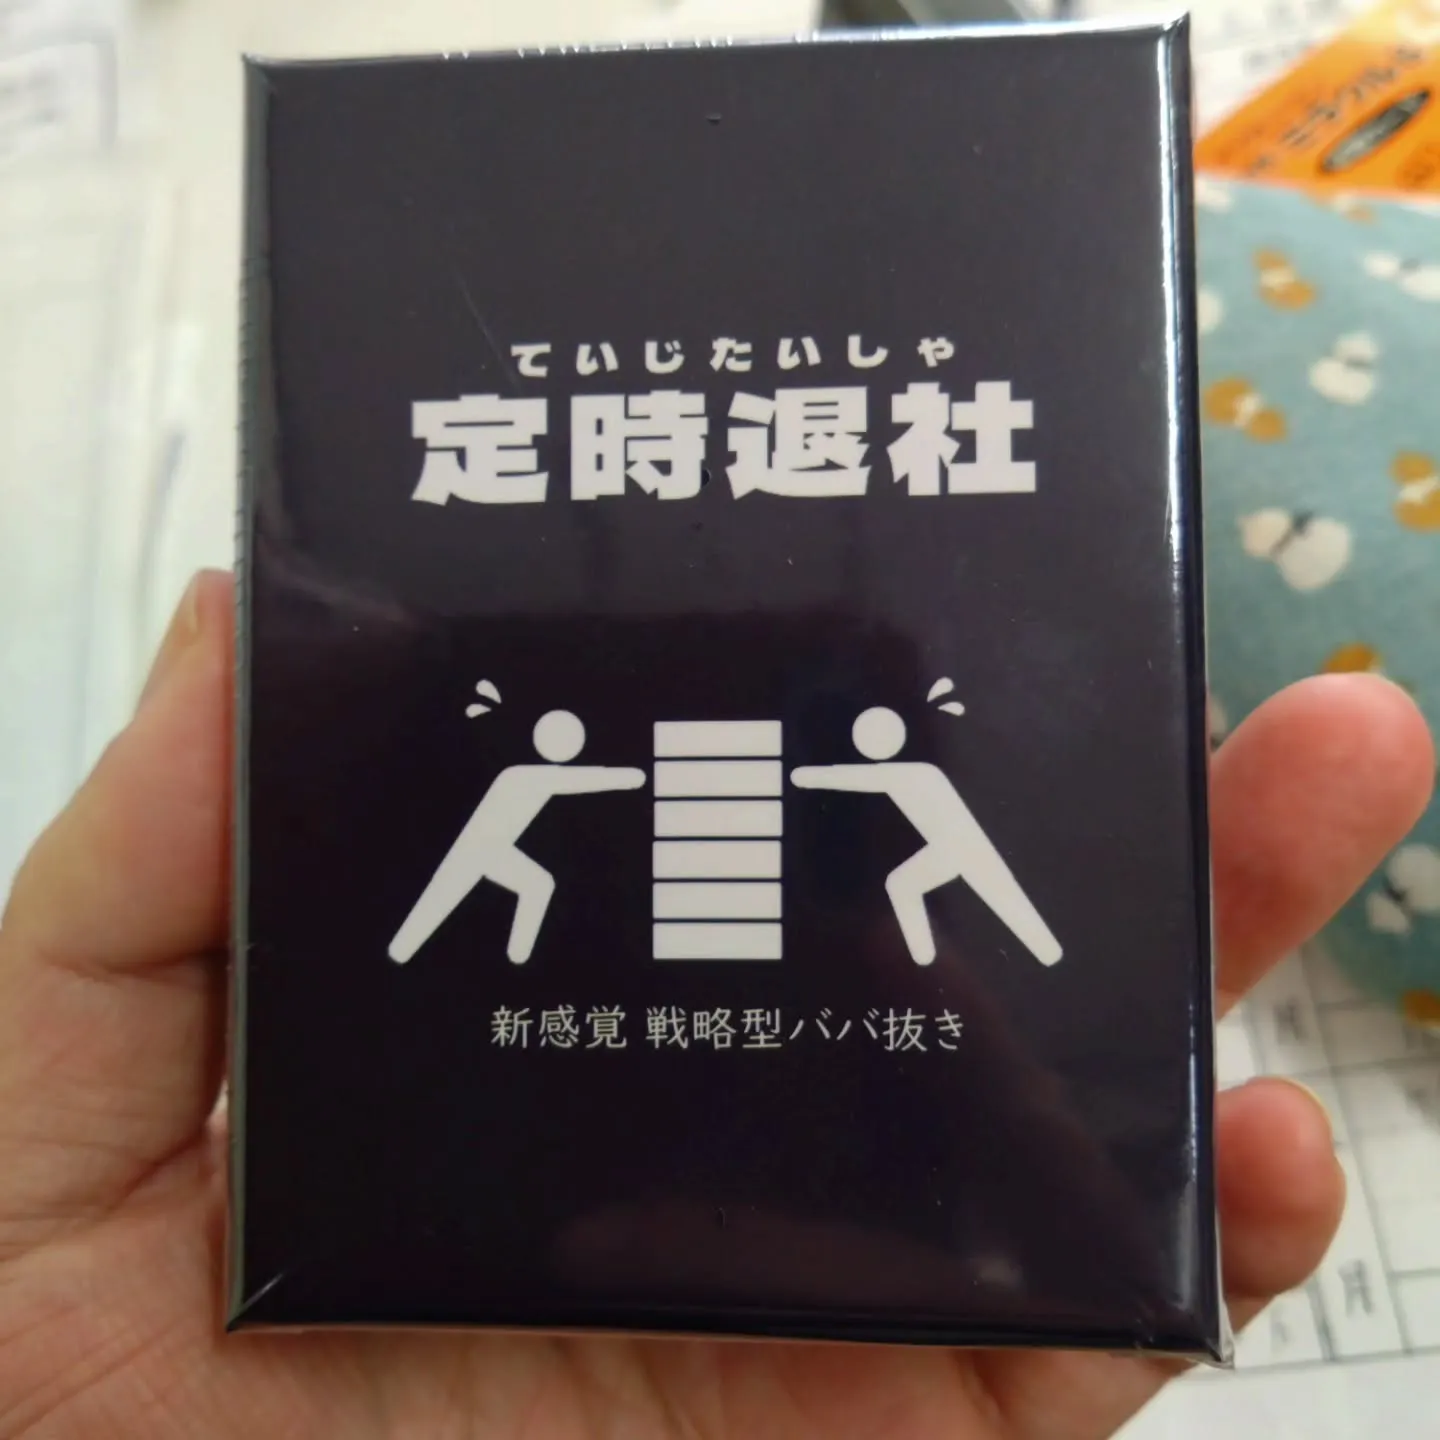 ていじたいしゃ
定時退社
新感覚 戦略型ババ抜き
月